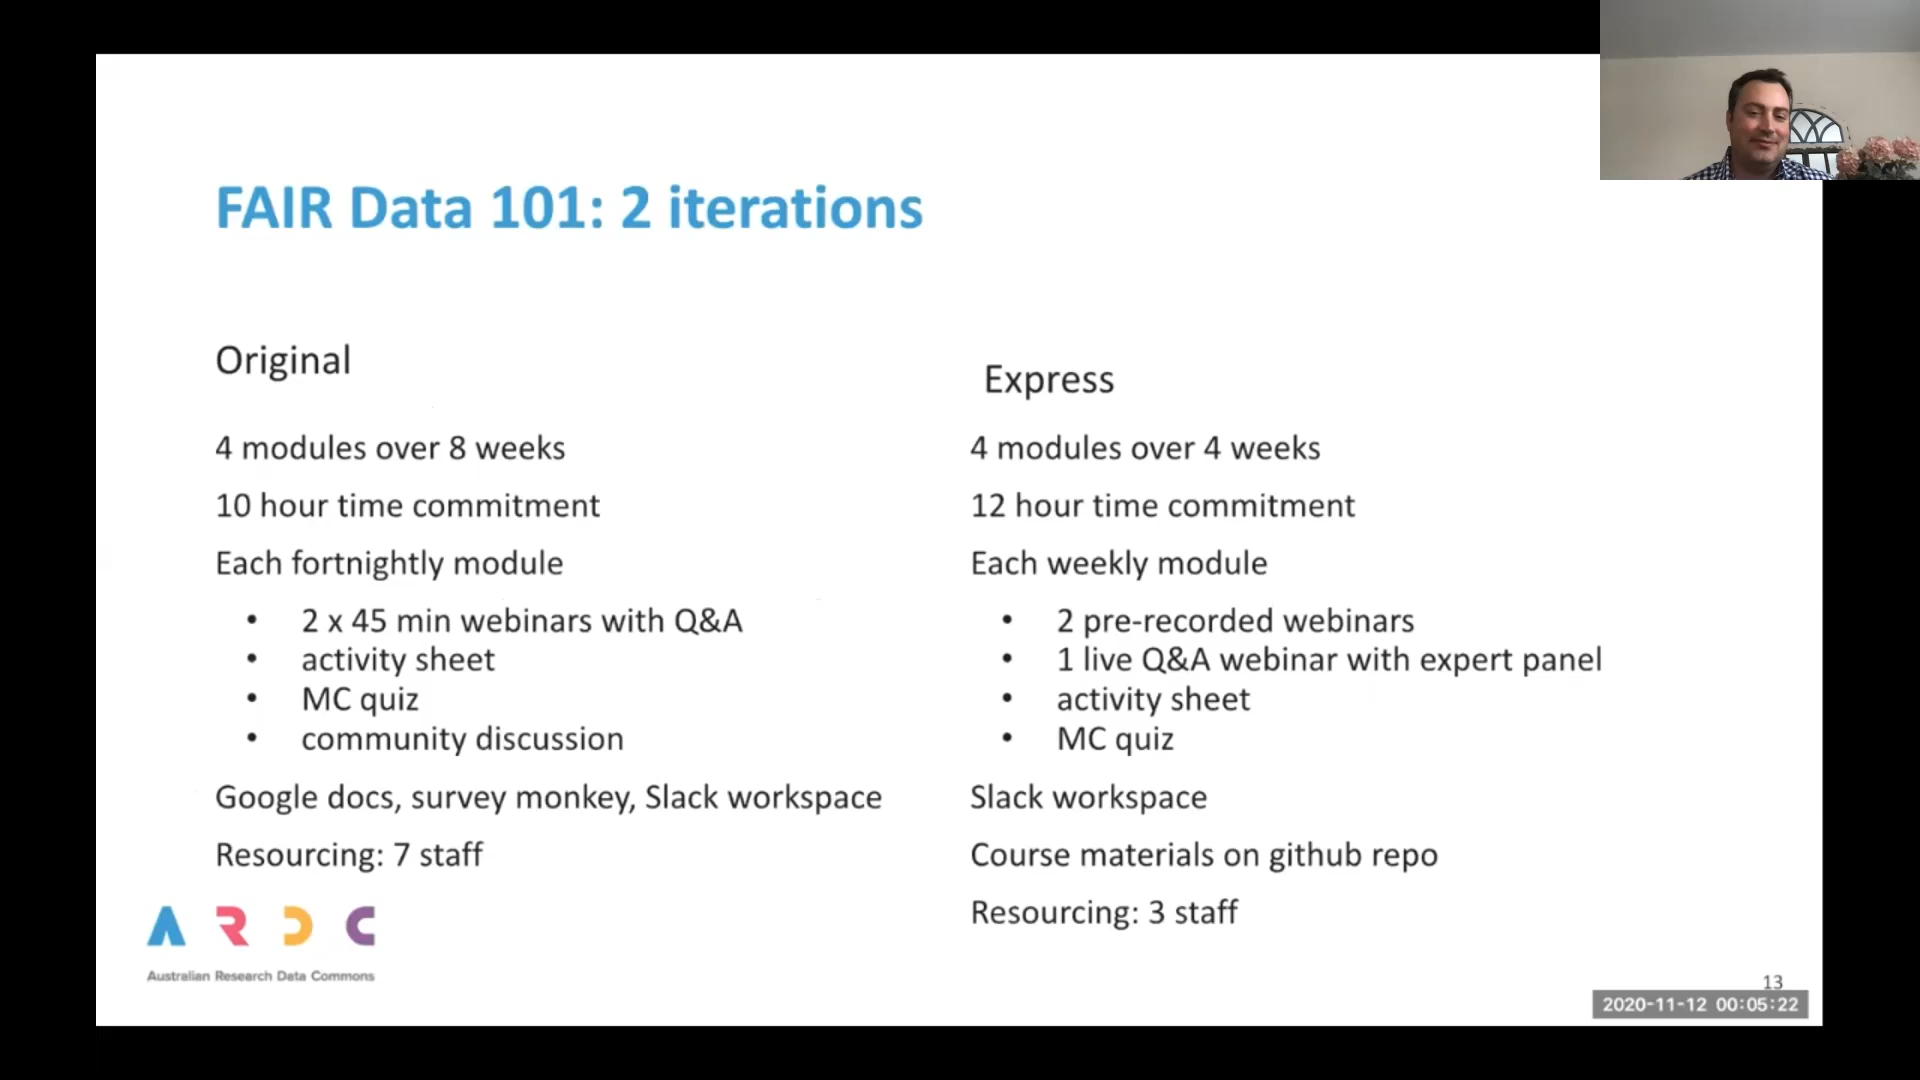 FAIR Data 101: 2 iterations
Original
4 modules over 8 weeks
10 hour time commitment
Each fortnightly module
• 2 x 45 min webinars with Q&A
• activity sheet
• MC quiz
• community discussion
Google docs, survey monkey, Slack workspace
Resourcing: 7 staff
Express
4 modules over 4 weeks
12 hour time commitment
Each weekly module
• 2 pre-recorded webinars
• 1 live Q&A webinar with expert panel
• activity sheet
• MC quiz
Slack workspace
Course materials on github repo
Resourcing: 3 staff
ARDC
Australian Research Data Commons
13
2020-11-12 00:05:22